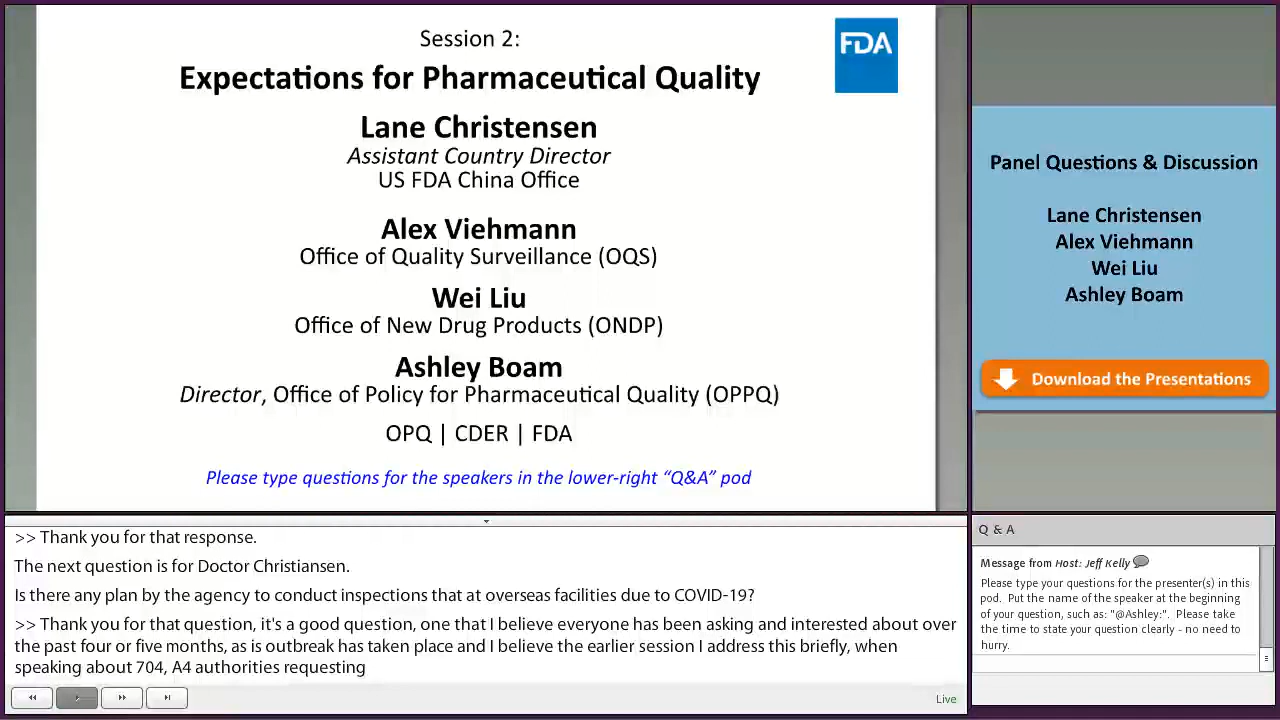 Session 2:
FDA
Expectations for Pharmaceutical Quality
Lane Christensen
Assistant Country Director
US FDA China Office
Alex Viehmann
Office of Quality Surveillance (OQS)
Wei Liu
Office of New Drug Products (ONDP)
Ashley Boam
Director, Office of Policy for Pharmaceutical Quality (OPPQ)
OPQ | CDER | FDA
Please type questions for the speakers in the lower-right “Q&A” pod
Panel Questions & Discussion
Lane Christensen
Alex Viehmann
Wei Liu
Ashley Boam
Download the Presentations
>> Thank you for that response.
The next question is for Doctor Christiansen.
Is there any plan by the agency to conduct inspections that at overseas facilities due to COVID-19?
>> Thank you for that question, it's a good question, one that I believe everyone has been asking and interested about over
the past four or five months, as is outbreak has taken place and I believe the earlier session I address this briefly, when
speaking about 704, A4 authorities requesting
Live
Q & A
Message from Host: Jeff Kelly
Please type your questions for the presenter(s) in this
pod. Put the name of the speaker at the beginning
of your question, such as: "@Ashley:". Please take
the time to state your question clearly - no need to
hurry.